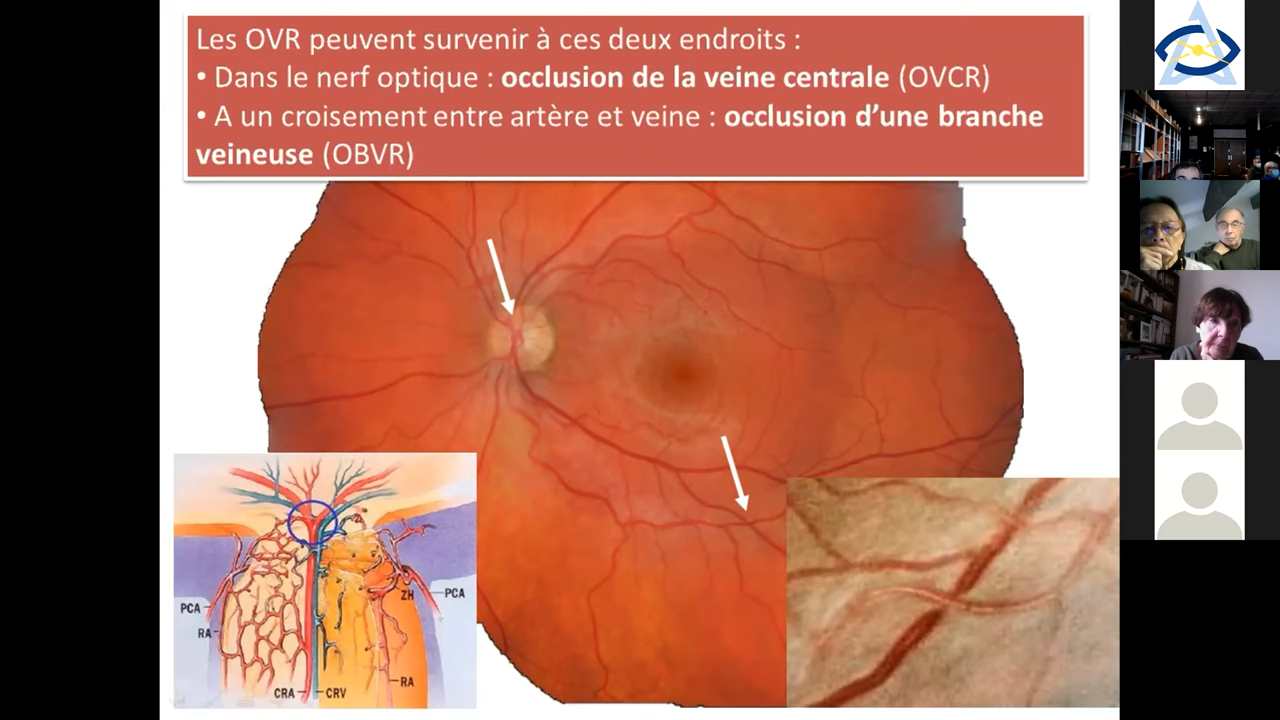 Les OVR peuvent survenir à ces deux endroits :
• Dans le nerf optique : occlusion de la veine centrale (OVCR)
• A un croisement entre artère et veine : occlusion d’une branche
veineuse (OBVR)
PCA
RA
ZH
PCA
RA
CRA
CRV